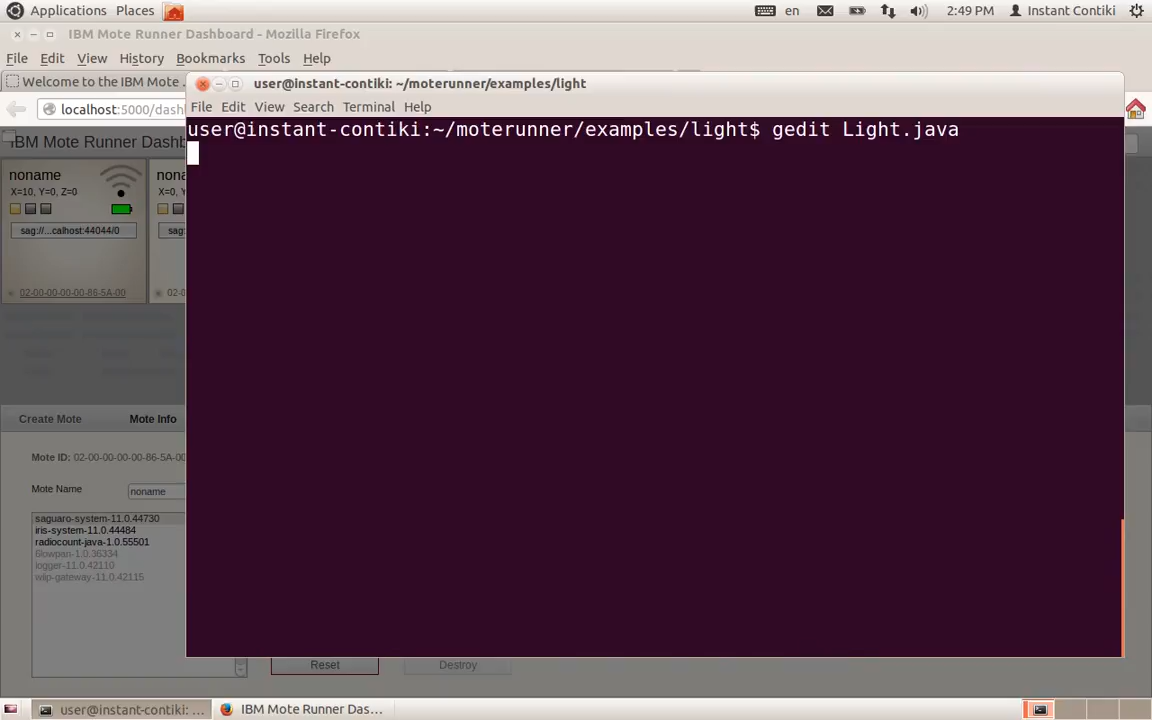 Applications Places en 2:49 PM Instant Contiki
IBM Mote Runner Dashboard - Mozilla Firefox
File Edit View History Bookmarks Tools Help
Welcome to the IBM Mote
user@instant-contiki: ~/moterunner/examples/light
localhost:5000/dash
File Edit View Search Terminal Help
user@instant-contiki:~/moterunner/examples/light$ gedit Light.java
IBM Mote Runner Dashb
noname
X=10, Y=0, Z=0
X=0,
sag://...calhost:44044/0
sag:
02-00-00-00-00-86-5A-00
02-0
Create Mote Mote Info
Mote ID: 02-00-00-00-00-86-5A-00
Mote Name noname
saguaro-system-11.0.44730
iris-system-11.0.44484
radiocount-java-1.0.55501
6lowpan-1.0.36334
logger-11.0.42110
wlip-gateway-11.0.42115
Reset Destroy
user@instant-contiki: ... IBM Mote Runner Das...